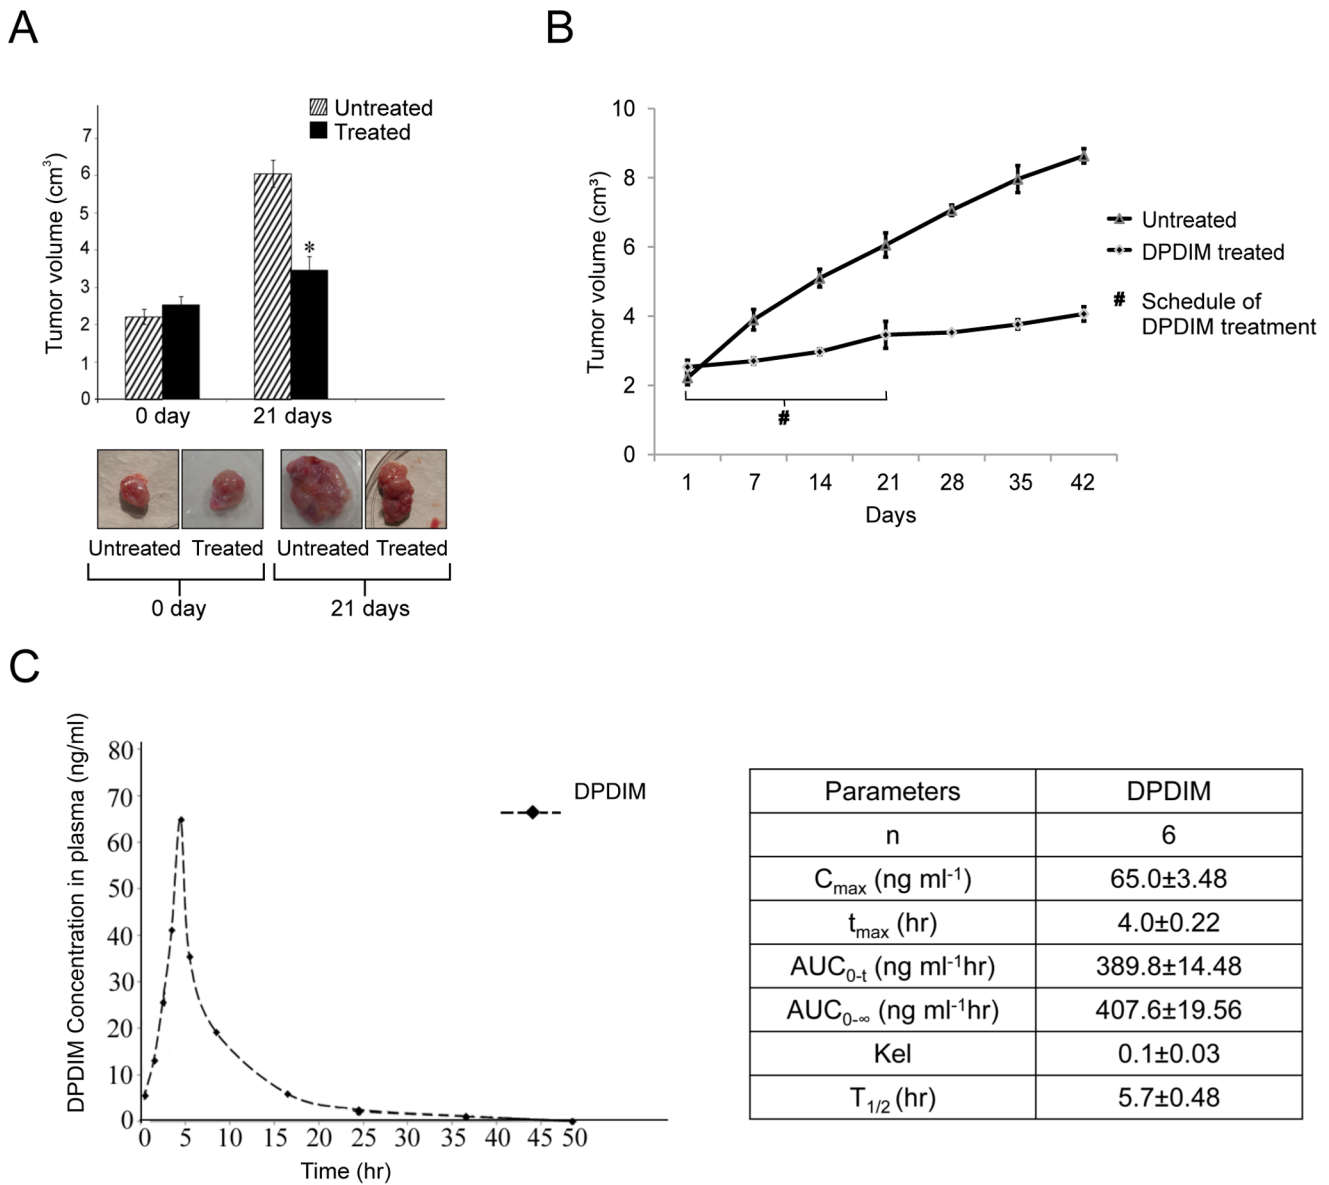 A
Untreated
Treated
Tumor volume (cm³)
7
6
5
4
3
2
1
0
*
0 day
21 days
Untreated
Treated
Untreated
Treated
0 day
21 days
B
Tumor volume (cm³)
10
8
6
4
2
0
#
1
7
14
21
28
35
42
Days
Untreated
DPDIM treated
# Schedule of
DPDIM treatment
C
DPDIM Concentration in plasma (ng/ml)
80
70
60
50
40
30
20
10
0
0
5
10
15
20
25
30
35
40
45
50
Time (hr)
DPDIM
Parameters DPDIM
n 6
Cmax (ng ml-1) 65.0±3.48
tmax (hr) 4.0±0.22
AUC0-t (ng ml-1hr) 389.8±14.48
AUC0-∞ (ng ml-1hr) 407.6±19.56
Kel 0.1±0.03
T1/2 (hr) 5.7±0.48